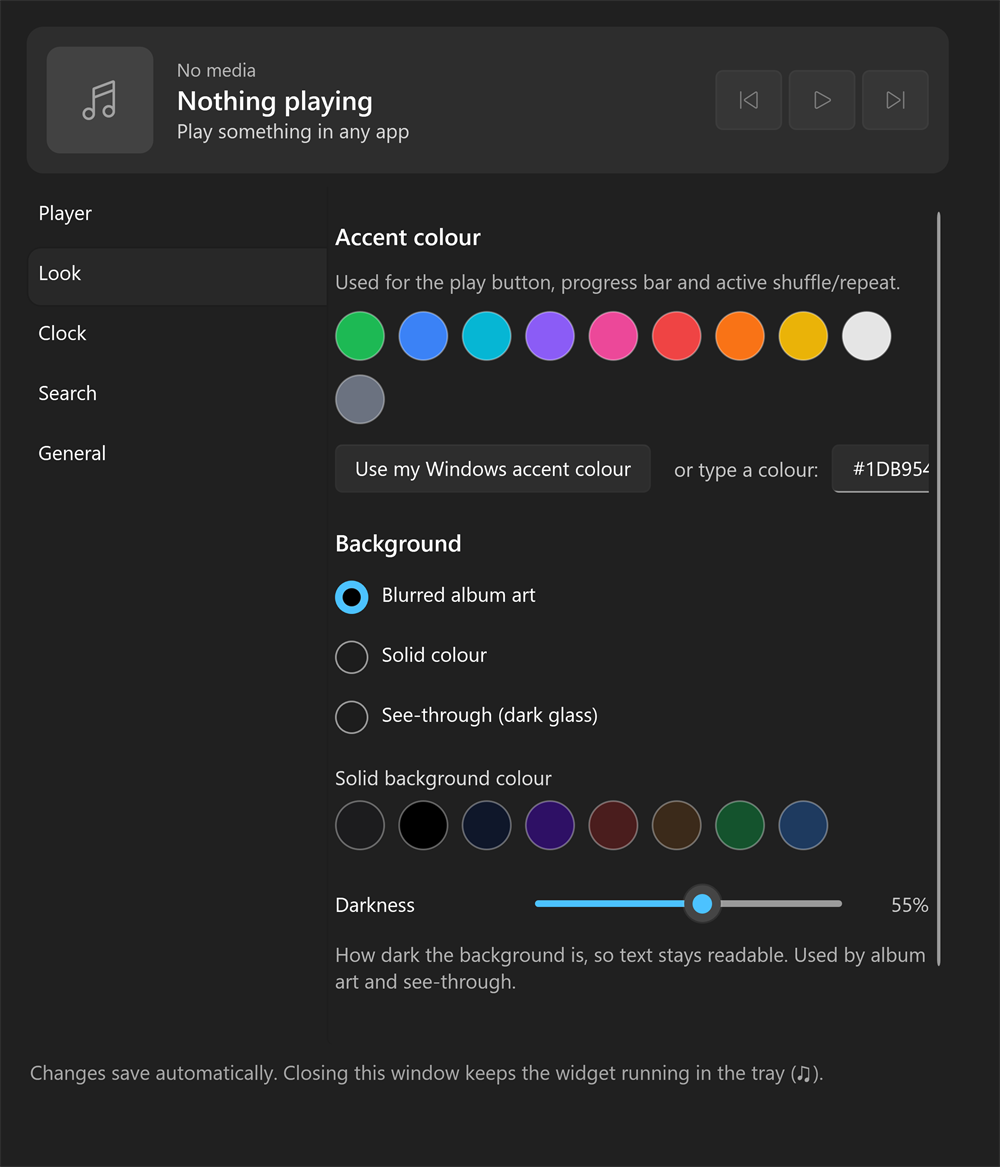 No media
Nothing playing
Play something in any app
Player
Look
Clock
Search
General
Accent colour
Used for the play button, progress bar and active shuffle/repeat.
Use my Windows accent colour
or type a colour:
#1DB954
Background
Blurred album art
Solid colour
See-through (dark glass)
Solid background colour
Darkness
55%
How dark the background is, so text stays readable. Used by album
art and see-through.
Changes save automatically. Closing this window keeps the widget running in the tray (♫).